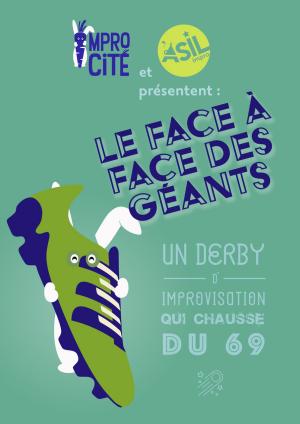 IMPRO
CiTÉ
ASIL
impro
et
présentent :
LE FACE À
FACE DES
GÉANTS
UN DERBY
D'
IMPROVISATION
QUI CHAUSSE
DU 69